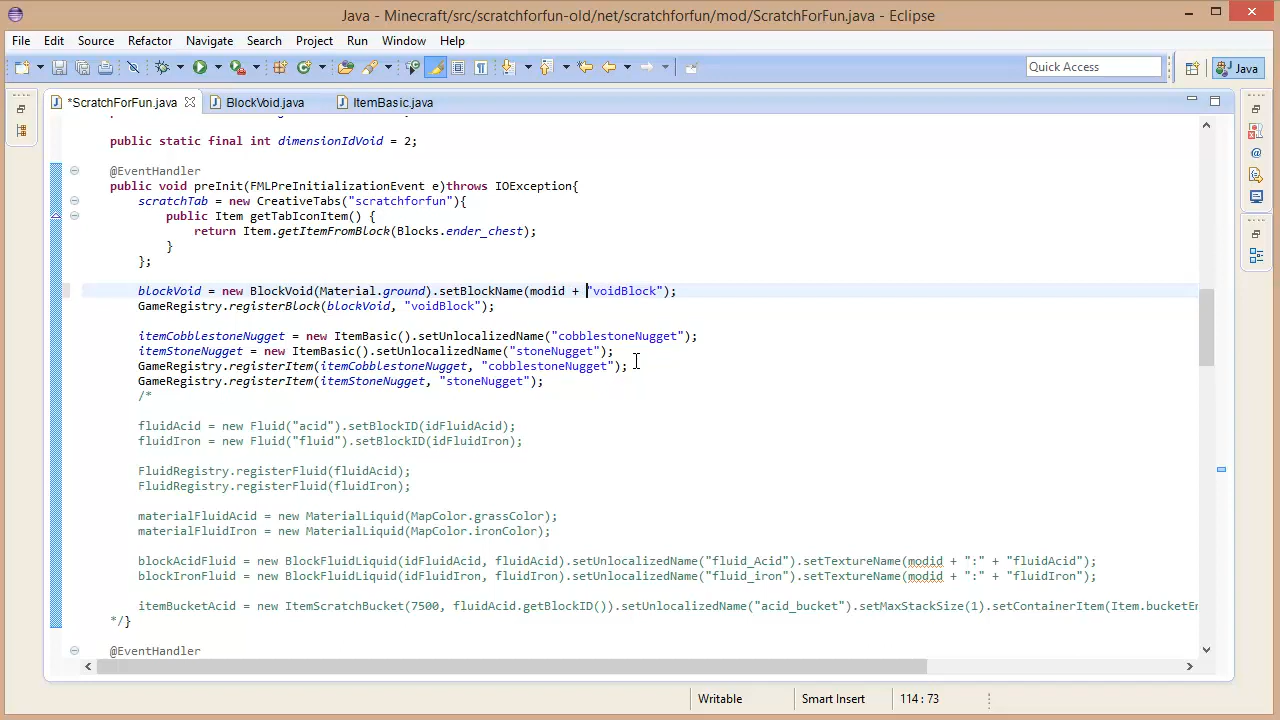 Java - Minecraft/src/scratchforfun-old/net/scratchforfun/mod/ScratchForFun.java - Eclipse
File Edit Source Refactor Navigate Search Project Run Window Help
Quick Access
Java
*ScratchForFun.java BlockVoid.java ItemBasic.java
public static final int dimensionIdVoid = 2;
@EventHandler
public void preInit(FMLPreInitializationEvent e)throws IOException{
scratchTab = new CreativeTabs("scratchforfun"){
public Item getTabIconItem() {
return Item.getItemFromBlock(Blocks.ender_chest);
}
};
blockVoid = new BlockVoid(Material.ground).setBlockName(modid + "voidBlock");
GameRegistry.registerBlock(blockVoid, "voidBlock");
itemCobblestoneNugget = new ItemBasic().setUnlocalizedName("cobblestoneNugget");
itemStoneNugget = new ItemBasic().setUnlocalizedName("stoneNugget");
GameRegistry.registerItem(itemCobblestoneNugget, "cobblestoneNugget");
GameRegistry.registerItem(itemStoneNugget, "stoneNugget");
/*
fluidAcid = new Fluid("acid").setBlockID(idFluidAcid);
fluidIron = new Fluid("fluid").setBlockID(idFluidIron);
FluidRegistry.registerFluid(fluidAcid);
FluidRegistry.registerFluid(fluidIron);
materialFluidAcid = new MaterialLiquid(MapColor.grassColor);
materialFluidIron = new MaterialLiquid(MapColor.ironColor);
blockAcidFluid = new BlockFluidLiquid(idFluidAcid, fluidAcid).setUnlocalizedName("fluid_Acid").setTextureName(modid + ":" + "fluidAcid");
blockIronFluid = new BlockFluidLiquid(idFluidIron, fluidIron).setUnlocalizedName("fluid_iron").setTextureName(modid + ":" + "fluidIron");
itemBucketAcid = new ItemScratchBucket(7500, fluidAcid.getBlockID()).setUnlocalizedName("acid_bucket").setMaxStackSize(1).setContainerItem(Item.bucketEn
*/}
@EventHandler
Writable Smart Insert 114 : 73